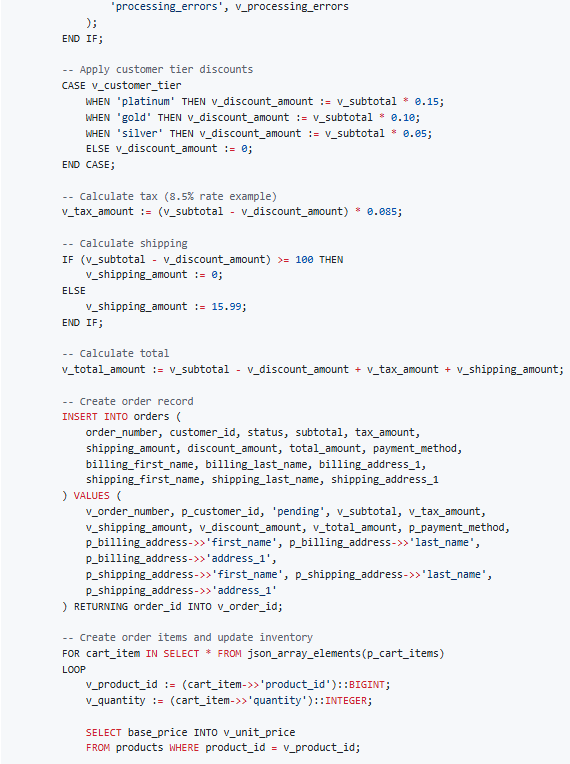 'processing_errors', v_processing_errors
);
END IF;
-- Apply customer tier discounts
CASE v_customer_tier
WHEN 'platinum' THEN v_discount_amount := v_subtotal * 0.15;
WHEN 'gold' THEN v_discount_amount := v_subtotal * 0.10;
WHEN 'silver' THEN v_discount_amount := v_subtotal * 0.05;
ELSE v_discount_amount := 0;
END CASE;
-- Calculate tax (8.5% rate example)
v_tax_amount := (v_subtotal - v_discount_amount) * 0.085;
-- Calculate shipping
IF (v_subtotal - v_discount_amount) >= 100 THEN
v_shipping_amount := 0;
ELSE
v_shipping_amount := 15.99;
END IF;
-- Calculate total
v_total_amount := v_subtotal - v_discount_amount + v_tax_amount + v_shipping_amount;
-- Create order record
INSERT INTO orders (
order_number, customer_id, status, subtotal, tax_amount,
shipping_amount, discount_amount, total_amount, payment_method,
billing_first_name, billing_last_name, billing_address_1,
shipping_first_name, shipping_last_name, shipping_address_1
) VALUES (
v_order_number, p_customer_id, 'pending', v_subtotal, v_tax_amount,
v_shipping_amount, v_discount_amount, v_total_amount, p_payment_method,
p_billing_address->>'first_name', p_billing_address->>'last_name',
p_billing_address->>'address_1',
p_shipping_address->>'first_name', p_shipping_address->>'last_name',
p_shipping_address->>'address_1'
) RETURNING order_id INTO v_order_id;
-- Create order items and update inventory
FOR cart_item IN SELECT * FROM json_array_elements(p_cart_items)
LOOP
v_product_id := (cart_item->>'product_id')::BIGINT;
v_quantity := (cart_item->>'quantity')::INTEGER;
SELECT base_price INTO v_unit_price
FROM products WHERE product_id = v_product_id;